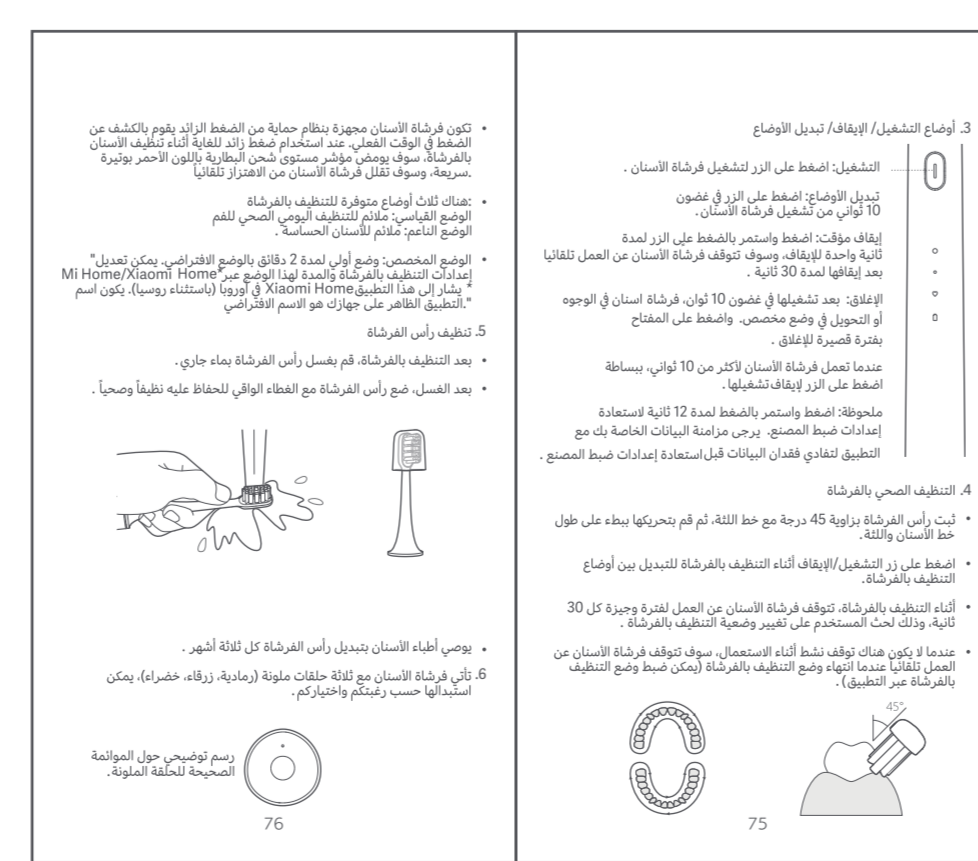 3. أوضاع التشغيل/ الإيقاف/ تبديل الأوضاع
التشغيل: اضغط على الزر لتشغيل فرشاة الأسنان .
تبديل الأوضاع: اضغط على الزر في غضون
10 ثواني من تشغيل فرشاة الأسنان.
إيقاف مؤقت: اضغط واستمر بالضغط على الزر لمدة
ثانية واحدة للإيقاف، وسوف تتوقف فرشاة الأسنان عن العمل تلقائيا
بعد إيقافها لمدة 30 ثانية .
الإغلاق: بعد تشغيلها في غضون 10 ثوان، فرشاة اسنان في الوجوه
أو التحويل في وضع مخصص. واضغط على المفتاح
بفترة قصيرة للإغلاق .
عندما تعمل فرشاة الأسنان لأكثر من 10 ثواني، ببساطة
اضغط على الزر لإيقاف تشغيلها .
ملحوظة: اضغط واستمر بالضغط لمدة 12 ثانية لاستعادة
إعدادات ضبط المصنع. يرجى مزامنة البيانات الخاصة بك مع
التطبيق لتفادي فقدان البيانات قبل استعادة إعدادات ضبط المصنع .
4. التنظيف الصحي بالفرشاة
• ثبت رأس الفرشاة بزاوية 45 درجة مع خط اللثة، ثم قم بتحريكها ببطء على طول
خط الأسنان واللثة.
• اضغط على زر التشغيل/الإيقاف أثناء التنظيف بالفرشاة للتبديل بين أوضاع
التنظيف بالفرشاة.
• أثناء التنظيف بالفرشاة، تتوقف فرشاة الأسنان عن العمل لفترة وجيزة كل 30
ثانية، وذلك لحث المستخدم على تغيير وضعية التنظيف بالفرشاة .
• عندما لا يكون هناك توقف نشط أثناء الاستعمال، سوف تتوقف فرشاة الأسنان عن
العمل تلقائياً عندما انتهاء وضع التنظيف بالفرشاة (يمكن ضبط وضع التنظيف
بالفرشاة عبر التطبيق) .
45°
75
• تكون فرشاة الأسنان مجهزة بنظام حماية من الضغط الزائد يقوم بالكشف عن
الضغط في الوقت الفعلي. عند استخدام ضغط زائد للغاية أثناء تنظيف الأسنان
بالفرشاة، سوف يومض مؤشر مستوى شحن البطارية باللون الأحمر بوتيرة
.سريعة، وسوف تقلل فرشاة الأسنان من الاهتزاز تلقائياً
• :هناك ثلاث أوضاع متوفرة للتنظيف بالفرشاة
الوضع القياسي: ملائم للتنظيف اليومي الصحي للفم
الوضع الناعم: ملائم للأسنان الحساسة .
• الوضع المخصص: وضع أولي لمدة 2 دقائق بالوضع الافتراضي. يمكن تعديل"
إعدادات التنظيف بالفرشاة والمدة لهذا الوضع عبر*Mi Home/Xiaomi Home
* يشار إلى هذا التطبيقXiaomi Home في أوروبا (باستثناء روسيا). يكون اسم
".التطبيق الظاهر على جهازك هو الاسم الافتراضي
5. تنظيف رأس الفرشاة
• بعد التنظيف بالفرشاة، قم بغسل رأس الفرشاة بماء جاري .
• بعد الغسل، ضع رأس الفرشاة مع الغطاء الواقي للحفاظ عليه نظيفاً وصحياً .
• يوصي أطباء الأسنان بتبديل رأس الفرشاة كل ثلاثة أشهر .
6. تأتي فرشاة الأسنان مع ثلاثة حلقات ملونة (رمادية، زرقاء، خضراء)، يمكن
استبدالها حسب رغبتكم واختياركم .
رسم توضيحي حول الموائمة
الصحيحة للحلقة الملونة .
76